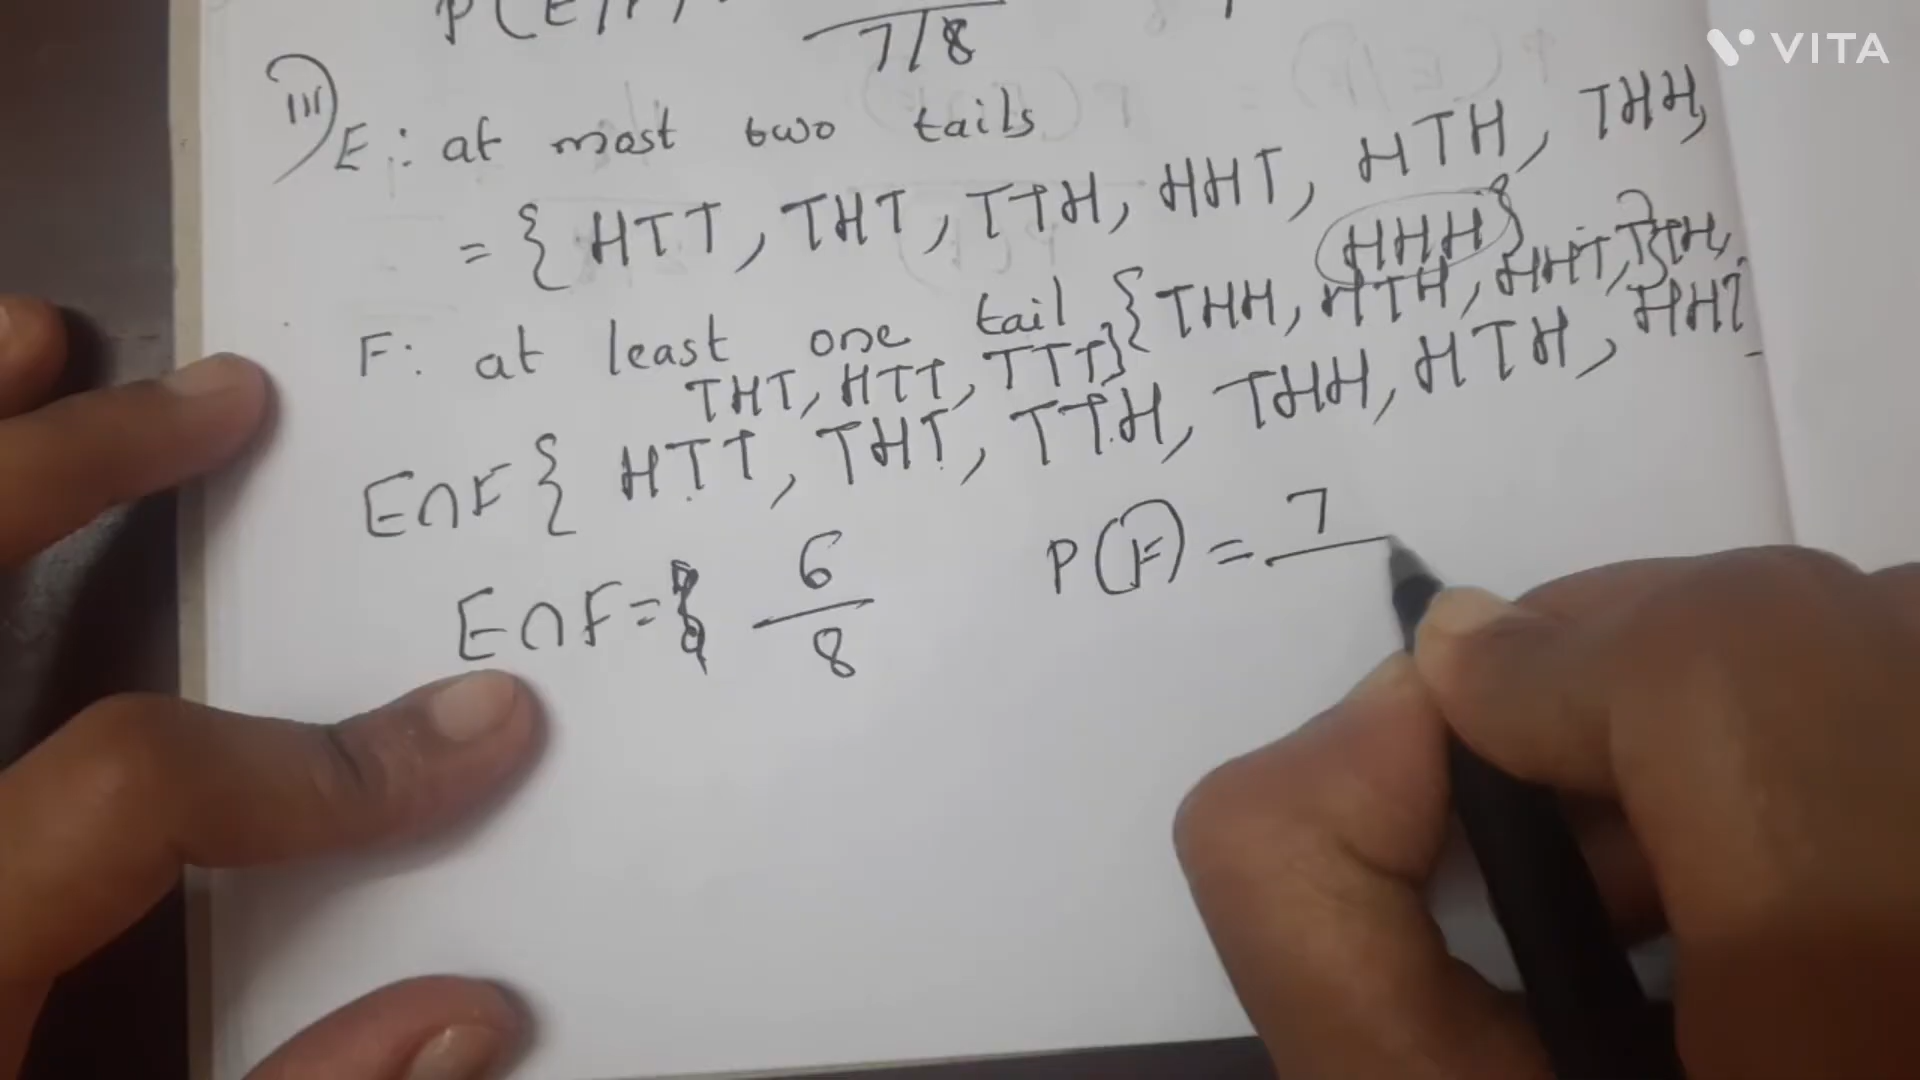 P(E/F)
7/8
VITA
iii) E: at most two tails
= { HTT, THT, TTH, HHT, HTH, THH,
HHH}
F: at least one tail {THH, HTH, HHT, TTH,
THT, HTT, TTT}
E∩F { HTT, THT, TTH, THH, HTH, HHT
E∩F = 6/8
P(F) = 7